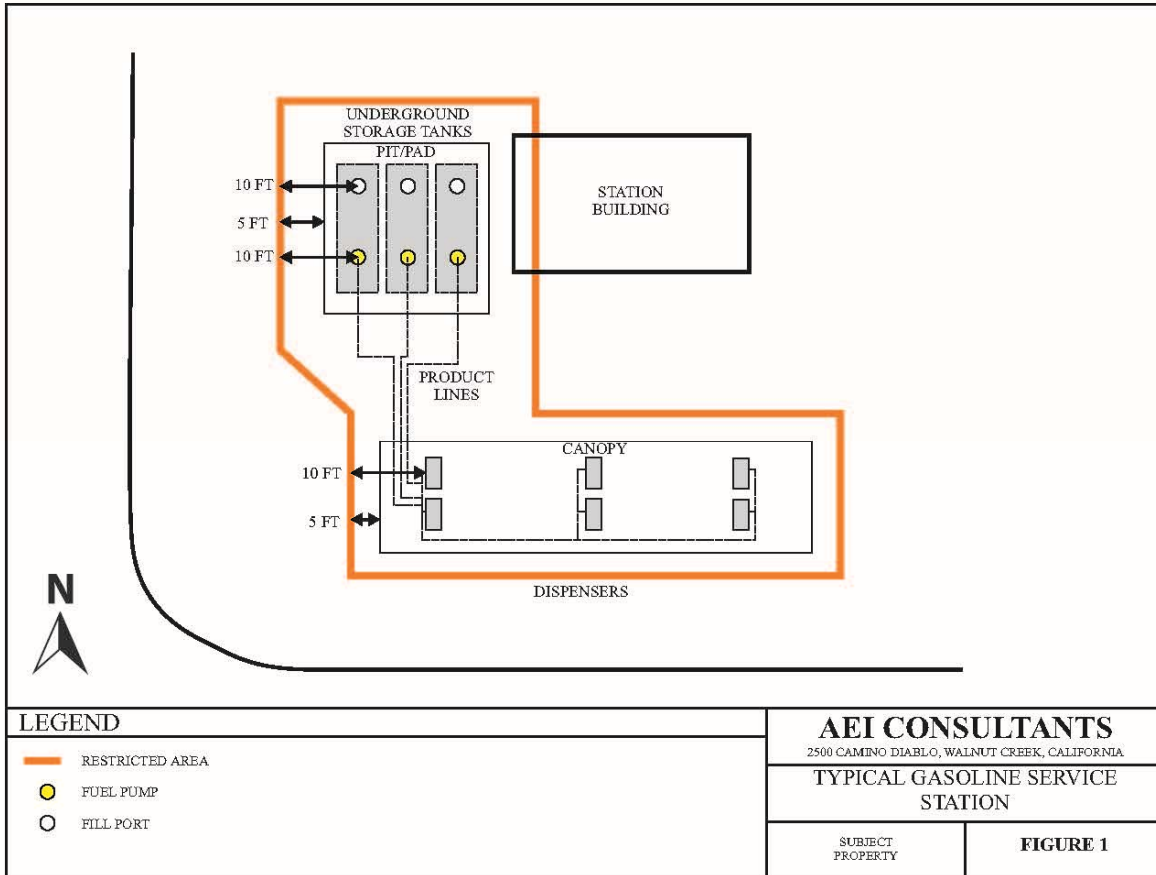 UNDERGROUND
STORAGE TANKS
PIT/PAD
10 FT
5 FT
10 FT
STATION
BUILDING
PRODUCT
LINES
CANOPY
10 FT
5 FT
DISPENSERS
N
LEGEND
RESTRICTED AREA
FUEL PUMP
FILL PORT
AEI CONSULTANTS
2500 CAMINO DIABLO, WALNUT CREEK, CALIFORNIA
TYPICAL GASOLINE SERVICE
STATION
SUBJECT
PROPERTY
FIGURE 1